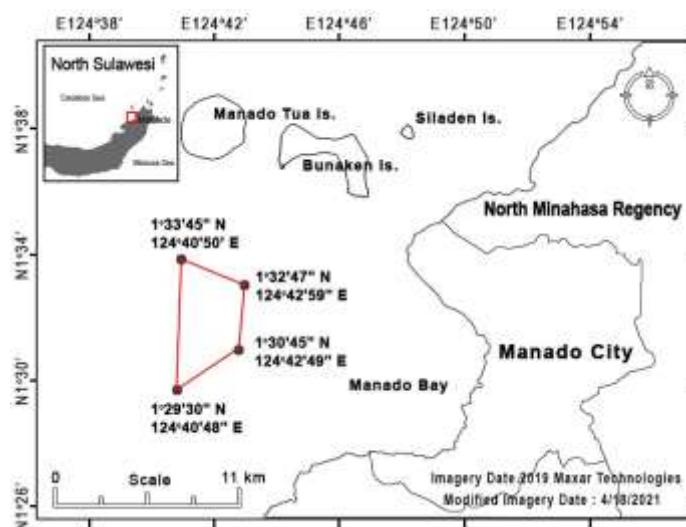 E124°38' E124°42' E124°46' E124°50' E124°54'
North Sulawesi
Manado Tua Is.
Siladen Is.
Bunaken Is.
N1°38'
North Minahasa Regency
1°33'45" N
124°40'50' E
N1°34'
1°32'47" N
124°42'59" E
1°30'45" N
124°42'49" E
Manado City
N1°30'
Manado Bay
1°29'30" N
124°40'48" E
0 Scale 11 km
Imagery Date 2019 Maxar Technologies
Modified Imagery Date : 4/18/2021
N1°26'